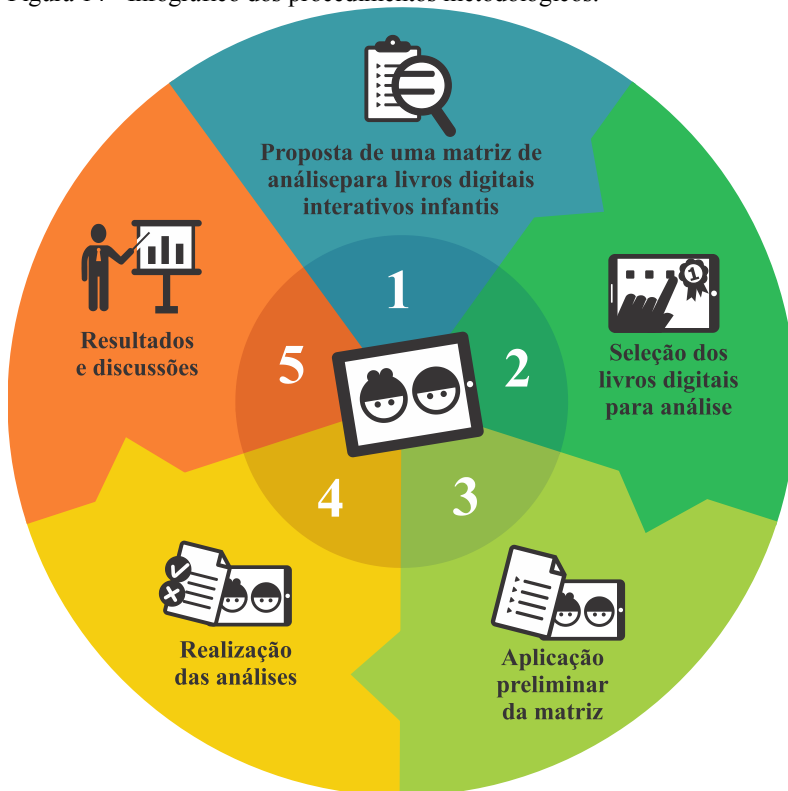 Proposta de uma matriz de
análisepara livros digitais
interativos infantis
1
Seleção dos
livros digitais
para análise
1
2
Aplicação
preliminar
da matriz
3
Realização
das análises
4
Resultados
e discussões
5